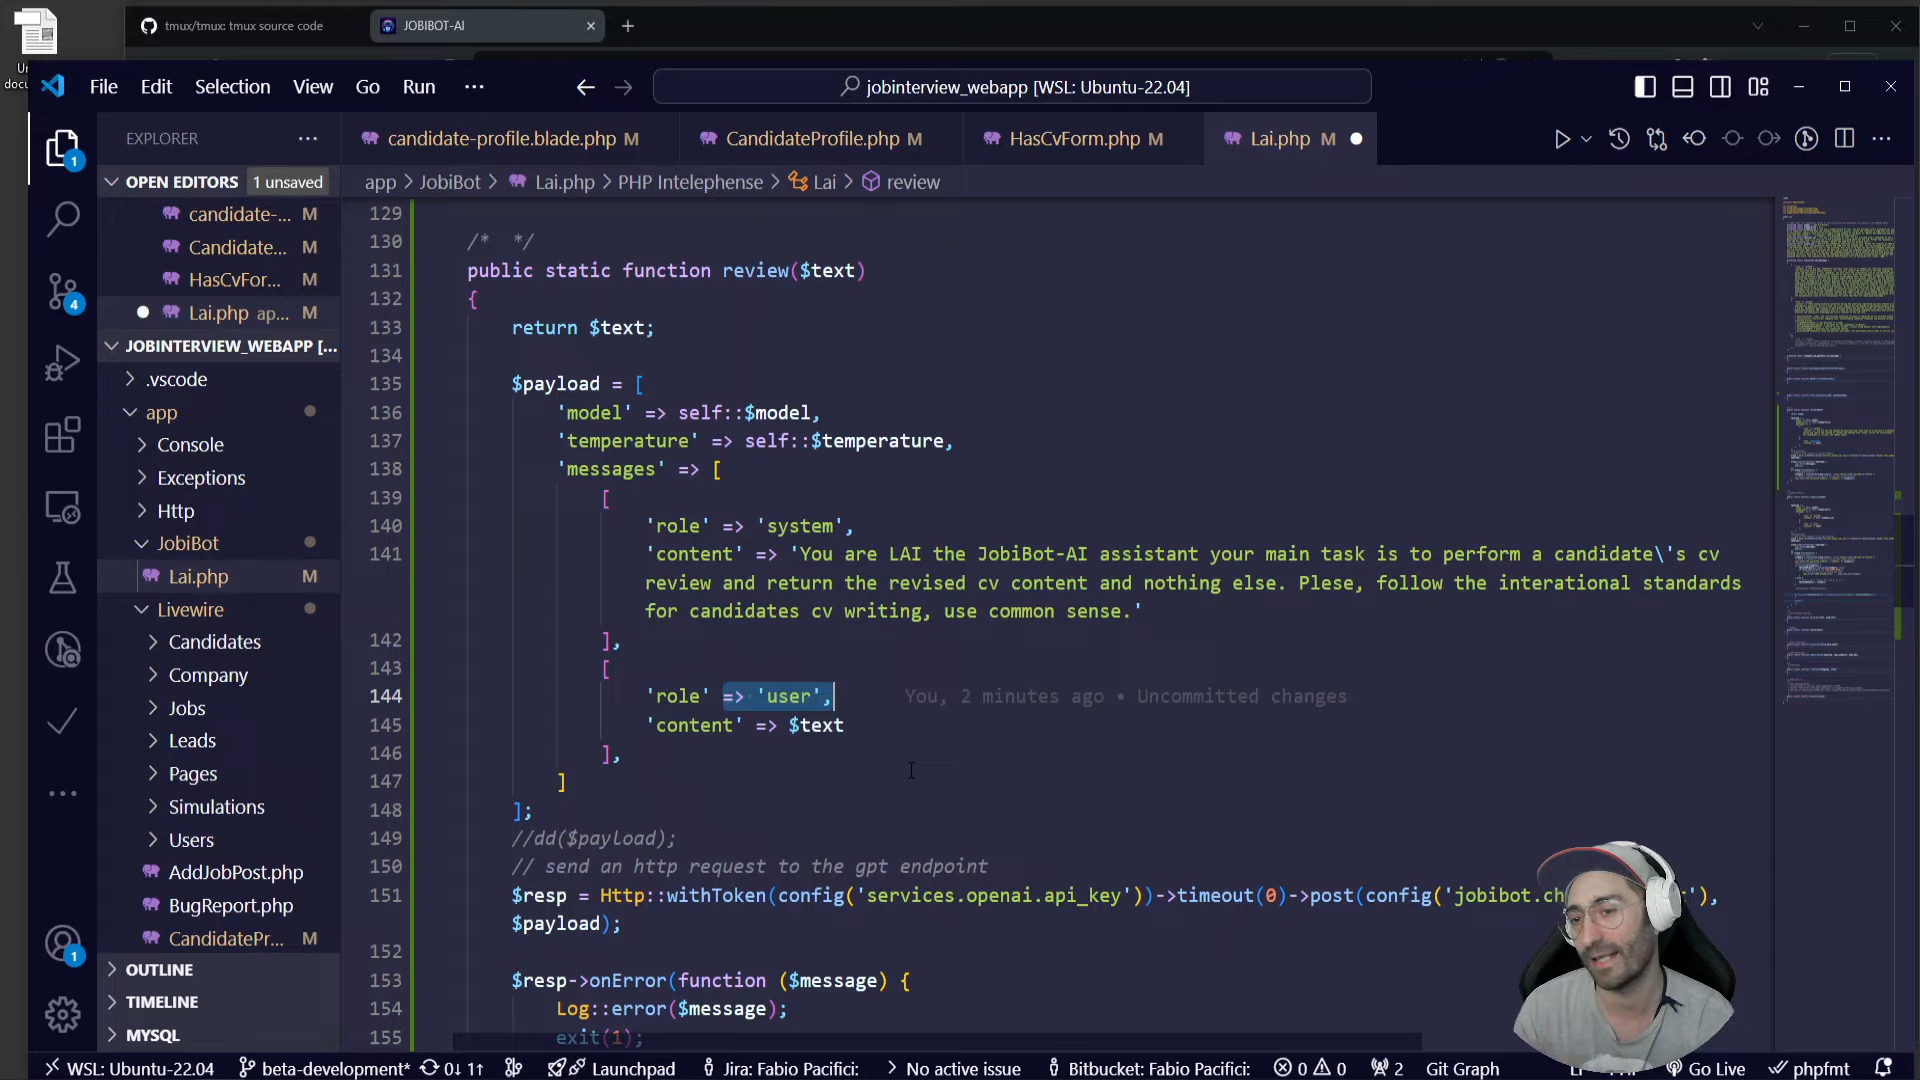 tmux/tmux: tmux source code
JOBIBOT-AI
File Edit Selection View Go Run ···
jobinterview_webapp [WSL: Ubuntu-22.04]
EXPLORER
candidate-profile.blade.php M
CandidateProfile.php M
HasCvForm.php M
Lai.php M
OPEN EDITORS 1 unsaved
app > JobiBot > Lai.php > PHP Intelephense > Lai > review
candidate-... M
Candidate... M
HasCvFor... M
Lai.php ap... M
JOBINTERVIEW_WEBAPP [...
.vscode
app
Console
Exceptions
Http
JobiBot
Lai.php M
Livewire
Candidates
Company
Jobs
Leads
Pages
Simulations
Users
AddJobPost.php
BugReport.php
CandidatePr... M
OUTLINE
TIMELINE
MYSQL
1
4
1
129
130 /*  */
131 public static function review($text)
132 {
133 return $text;
134
135 $payload = [
136 'model' => self::$model,
137 'temperature' => self::$temperature,
138 'messages' => [
139 [
140 'role' => 'system',
141 'content' => 'You are LAI the JobiBot-AI assistant your main task is to perform a candidate\'s cv
review and return the revised cv content and nothing else. Plese, follow the interational standards
for candidates cv writing, use common sense.'
142 ],
143 [
144 'role' => 'user', You, 2 minutes ago • Uncommitted changes
145 'content' => $text
146 ],
147 ]
148 ];
149 //dd($payload);
150 // send an http request to the gpt endpoint
151 $resp = Http::withToken(config('services.openai.api_key'))->timeout(0)->post(config('jobibot.ch
'),
$payload);
152
153 $resp->onError(function ($message) {
154 Log::error($message);
155 exit(1);
WSL: Ubuntu-22.04 beta-development* 0↓ 1↑ Launchpad Jira: Fabio Pacifici: No active issue Bitbucket: Fabio Pacifici: 0 0 2 Git Graph Go Live phpfmt